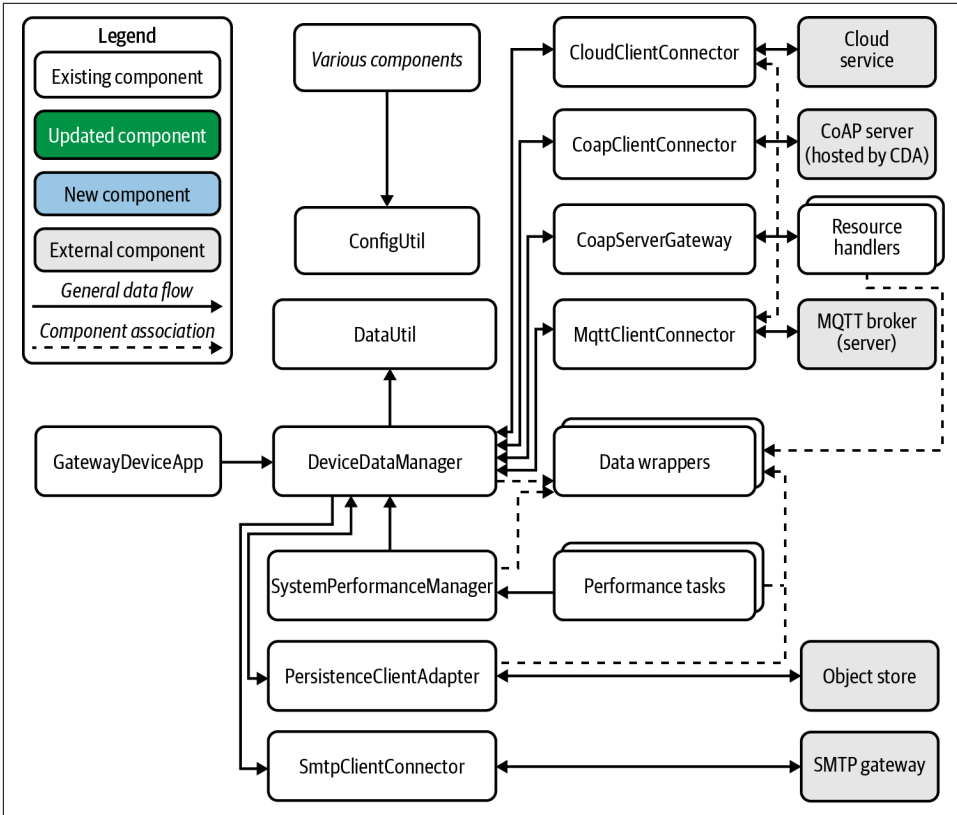 Legend
Existing component
Updated component
New component
External component
General data flow
Component association
Various components
ConfigUtil
DataUtil
GatewayDeviceApp
DeviceDataManager
SystemPerformanceManager
PersistenceClientAdapter
SmtpClientConnector
CloudClientConnector
CoapClientConnector
CoapServerGateway
MqttClientConnector
Data wrappers
Performance tasks
Cloud
service
CoAP server
(hosted by CDA)
Resource
handlers
MQTT broker
(server)
Object store
SMTP gateway